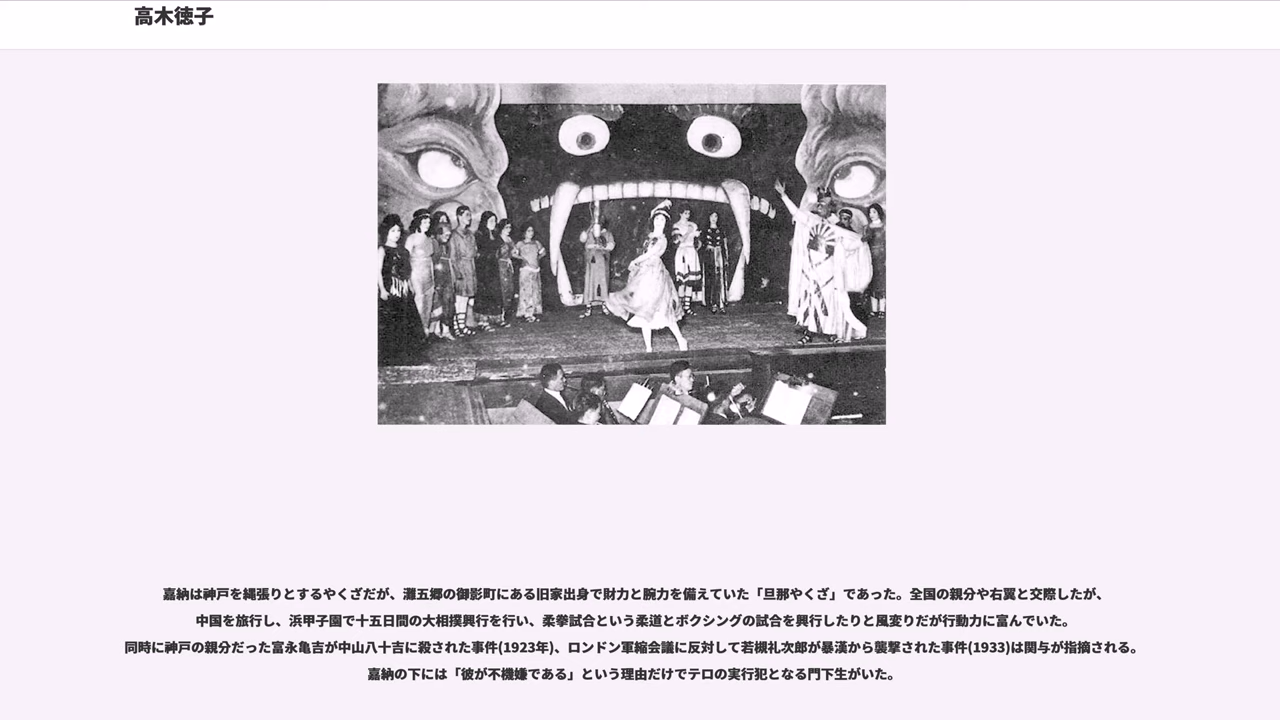 高木徳子
嘉納は神戸を縄張りとするやくざだが、灘五郷の御影町にある旧家出身で財力と腕力を備えていた「旦那やくざ」であった。全国の親分や右翼と交際したが、
中国を旅行し、浜甲子園で十五日間の大相撲興行を行い、柔拳試合という柔道とボクシングの試合を興行したりと風変りだが行動力に富んでいた。
同時に神戸の親分だった富永亀吉が中山八十吉に殺された事件(1923年)、ロンドン軍縮会議に反対して若槻礼次郎が暴漢から襲撃された事件(1933)は関与が指摘される。
嘉納の下には「彼が不機嫌である」という理由だけでテロの実行犯となる門下生がいた。